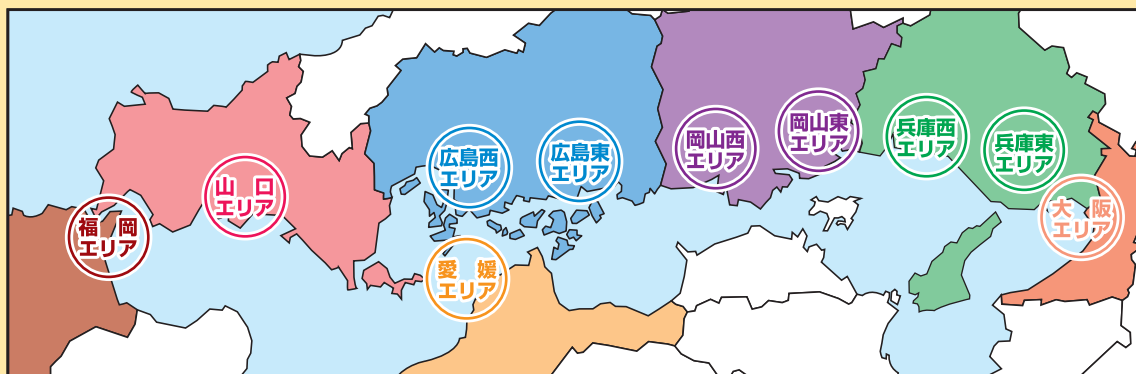 福岡
エリア
山口
エリア
広島西
エリア
広島東
エリア
愛媛
エリア
岡山西
エリア
岡山東
エリア
兵庫西
エリア
兵庫東
エリア
大阪
エリア